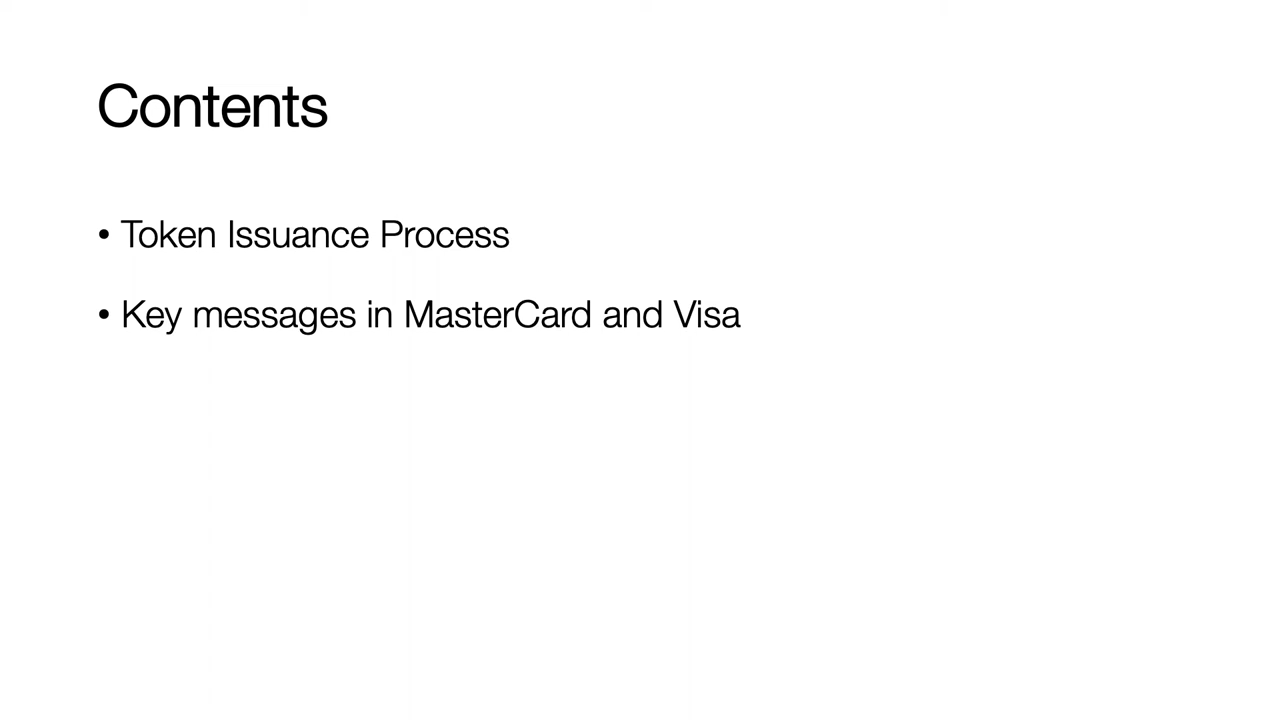 Contents
• Token Issuance Process
• Key messages in MasterCard and Visa